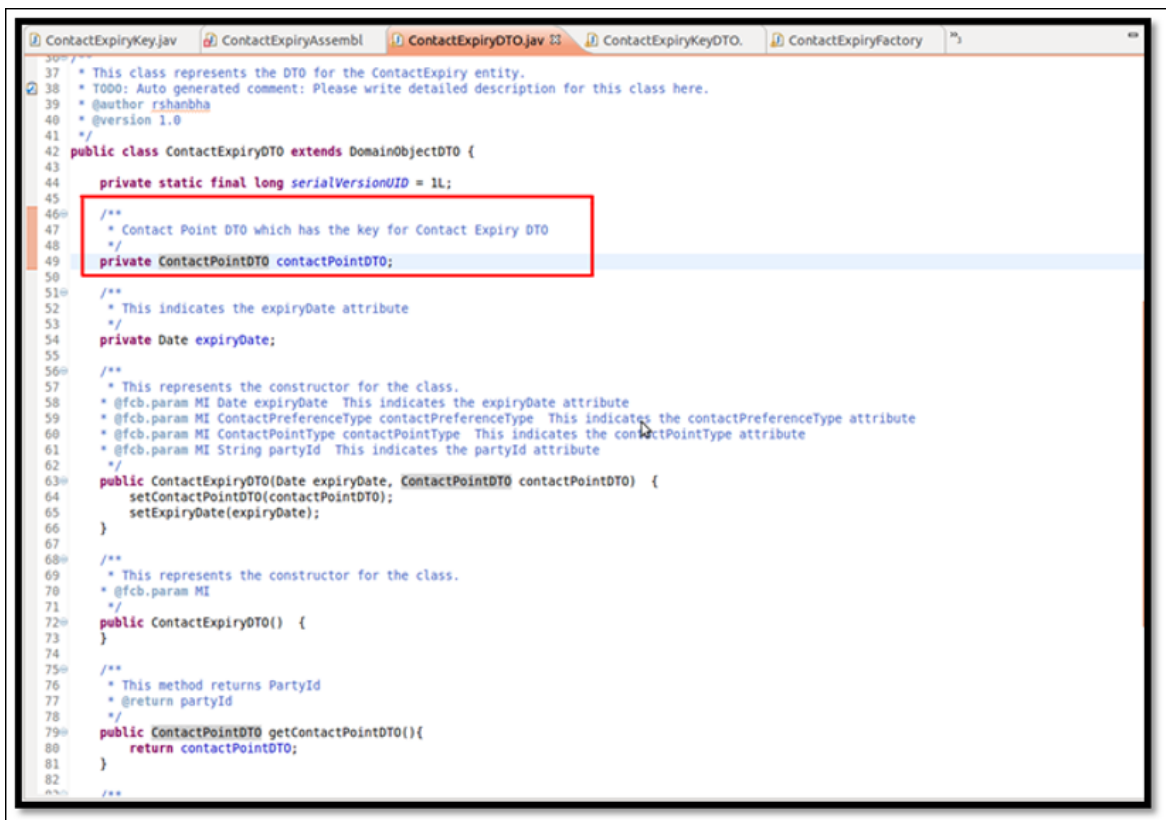 ContactExpiryKey.jav ContactExpiryAssembl ContactExpiryDTO.jav ContactExpiryKeyDTO. ContactExpiryFactory »3
36 /**
37 * This class represents the DTO for the ContactExpiry entity.
38 * TODO: Auto generated comment: Please write detailed description for this class here.
39 * @author rshanbha
40 * @version 1.0
41 */
42 public class ContactExpiryDTO extends DomainObjectDTO {
43
44 private static final long serialVersionUID = 1L;
45
46 /**
47 * Contact Point DTO which has the key for Contact Expiry DTO
48 */
49 private ContactPointDTO contactPointDTO;
50
51 /**
52 * This indicates the expiryDate attribute
53 */
54 private Date expiryDate;
55
56 /**
57 * This represents the constructor for the class.
58 * @fcb.param MI Date expiryDate This indicates the expiryDate attribute
59 * @fcb.param MI ContactPreferenceType contactPreferenceType This indicates the contactPreferenceType attribute
60 * @fcb.param MI ContactPointType contactPointType This indicates the contactPointType attribute
61 * @fcb.param MI String partyId This indicates the partyId attribute
62 */
63 public ContactExpiryDTO(Date expiryDate, ContactPointDTO contactPointDTO) {
64 setContactPointDTO(contactPointDTO);
65 setExpiryDate(expiryDate);
66 }
67
68 /**
69 * This represents the constructor for the class.
70 * @fcb.param MI
71 */
72 public ContactExpiryDTO() {
73 }
74
75 /**
76 * This method returns PartyId
77 * @return partyId
78 */
79 public ContactPointDTO getContactPointDTO(){
80 return contactPointDTO;
81 }
82
/**